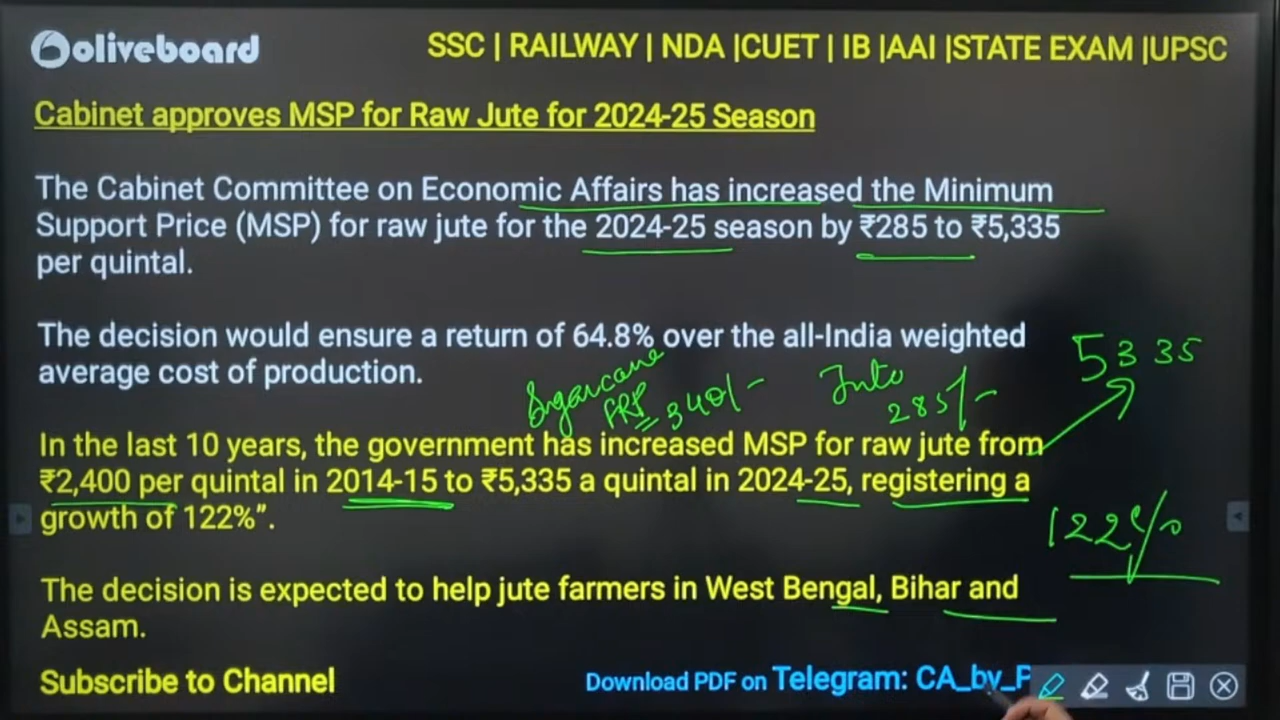 oliveboard
SSC | RAILWAY | NDA |CUET | IB |AAI |STATE EXAM |UPSC
Cabinet approves MSP for Raw Jute for 2024-25 Season
The Cabinet Committee on Economic Affairs has increased the Minimum
Support Price (MSP) for raw jute for the 2024-25 season by ₹285 to ₹5,335
per quintal.
The decision would ensure a return of 64.8% over the all-India weighted
average cost of production.
5335
Sugarcane
FRP 340/-
Jute
285/-
In the last 10 years, the government has increased MSP for raw jute from
₹2,400 per quintal in 2014-15 to ₹5,335 a quintal in 2024-25, registering a
growth of 122%”.
122%
The decision is expected to help jute farmers in West Bengal, Bihar and
Assam.
Subscribe to Channel
Download PDF on Telegram: CA_by_P